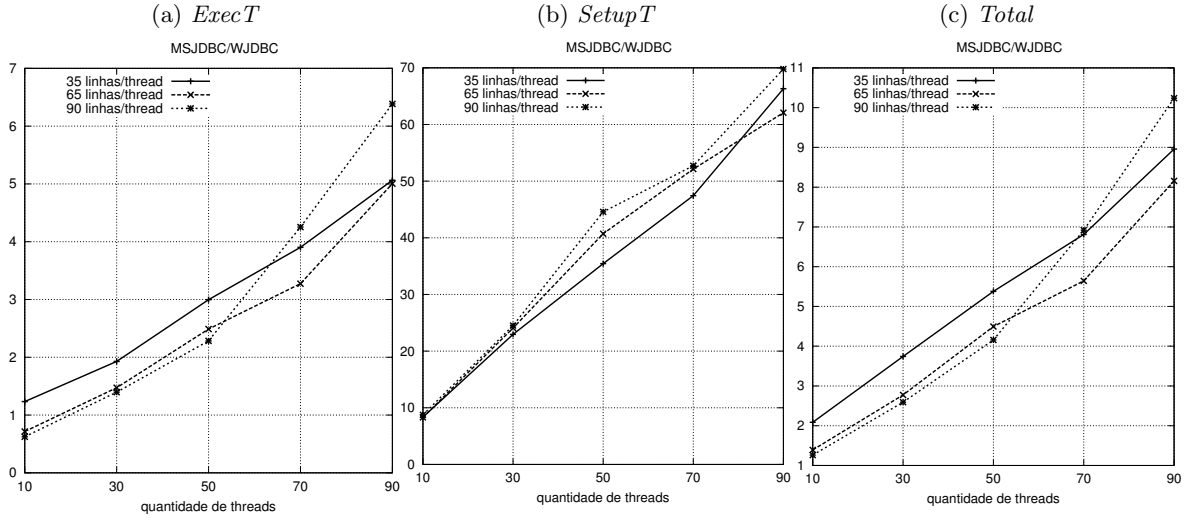 (a) ExecT
MSJDBC/WJDBC
7
6
5
4
3
2
1
0
35 linhas/thread
65 linhas/thread
90 linhas/thread
10 30 50 70 90
quantidade de threads
(b) SetupT
MSJDBC/WJDBC
70
60
50
40
30
20
10
0
35 linhas/thread
65 linhas/thread
90 linhas/thread
10 30 50 70 90
quantidade de threads
(c) Total
MSJDBC/WJDBC
11
10
9
8
7
6
5
4
3
2
1
35 linhas/thread
65 linhas/thread
90 linhas/thread
10 30 50 70 90
quantidade de threads